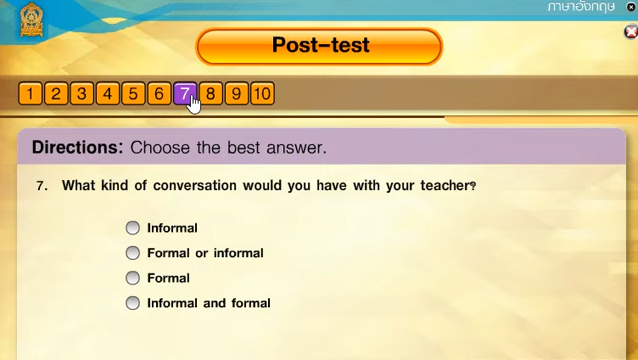 ภาษาอังกฤษ
Post-test
1 2 3 4 5 6 7 8 9 10
Directions: Choose the best answer.
7. What kind of conversation would you have with your teacher?
Informal
Formal or informal
Formal
Informal and formal